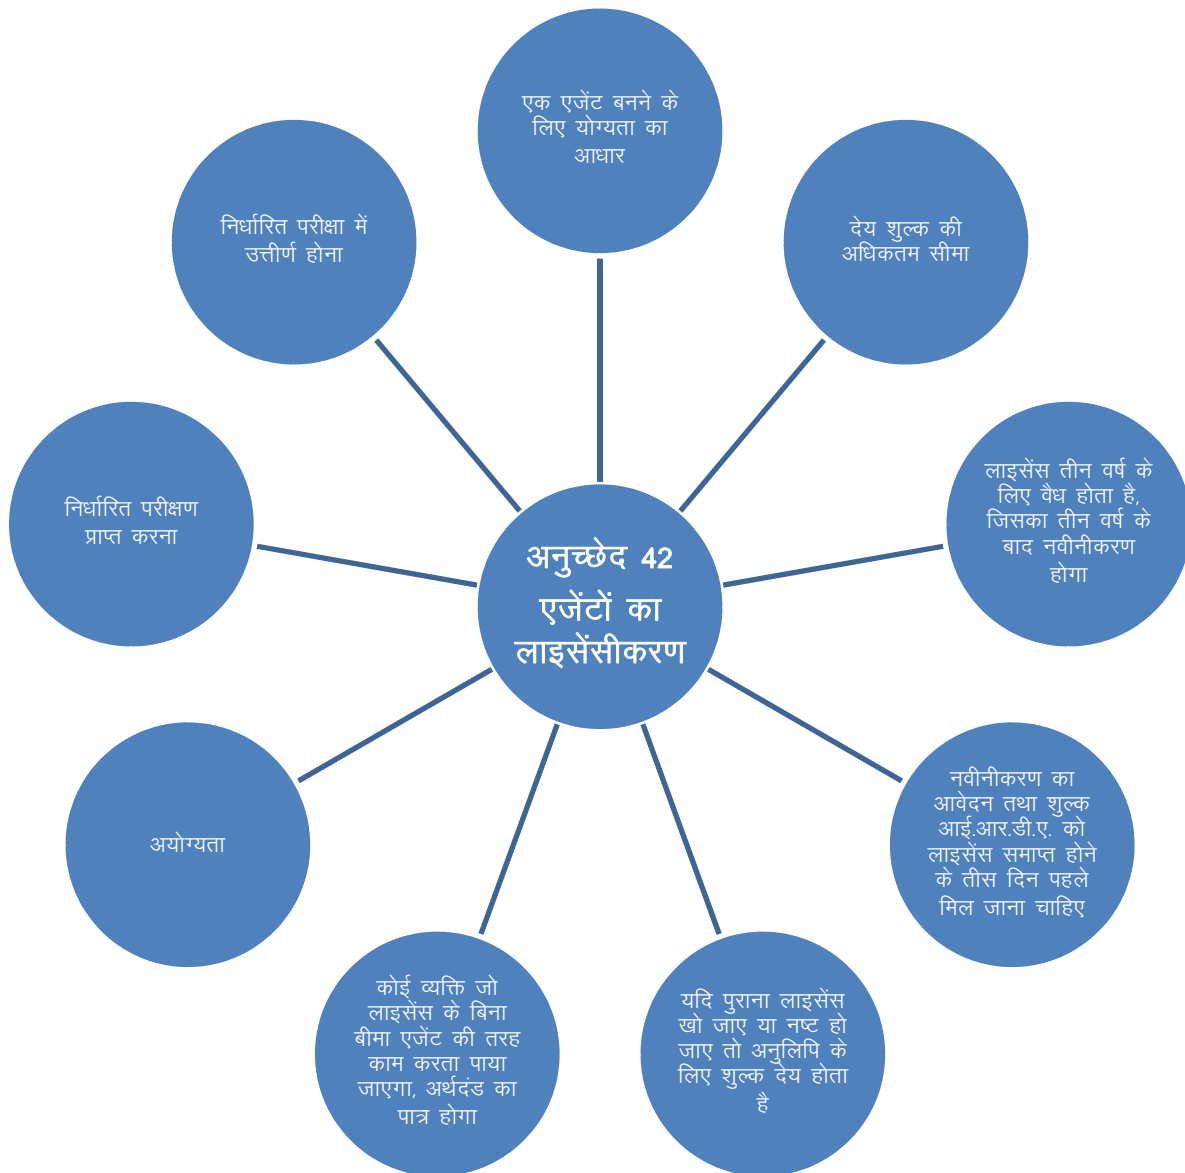 एक एजेंट बनने के
लिए योग्यता का
आधार
देय शुल्क की
अधिकतम सीमा
लाइसेंस तीन वर्ष के
लिए वैध होता है,
जिसका तीन वर्ष के
बाद नवीनीकरण
होगा
नवीनीकरण का
आवेदन तथा शुल्क
आई.आर.डी.ए. को
लाइसेंस समाप्त होने
के तीस दिन पहले
मिल जाना चाहिए
यदि पुराना लाइसेंस
खो जाए या नष्ट हो
जाए तो अनुलिपि के
लिए शुल्क देय होता
है
कोई व्यक्ति जो
लाइसेंस के बिना
बीमा एजेंट की तरह
काम करता पाया
जाएगा, अर्थदंड का
पात्र होगा
अयोग्यता
निर्धारित परीक्षण
प्राप्त करना
निर्धारित परीक्षा में
उत्तीर्ण होना
अनुच्छेद 42
एजेंटों का
लाइसेंसीकरण